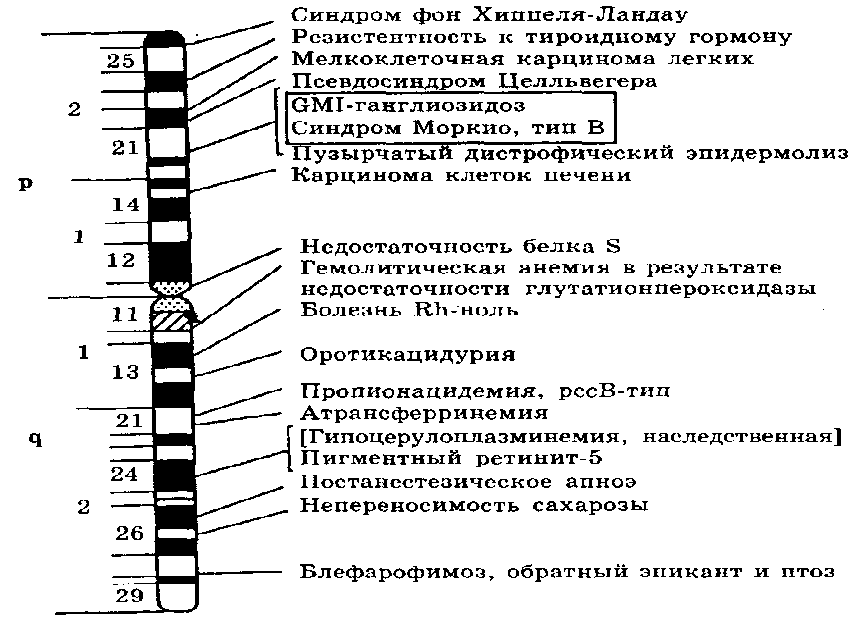 Синдром фон Хиппеля-Ландау
Резистентность к тироидному гормону
Мелкоклеточная карцинома легких
Псевдосиндром Целльвегера
GMI-ганглиозидоз
Синдром Моркио, тип В
Пузырчатый дистрофический эпидермолиз
Карцинома клеток печени
Недостаточность белка S
Гемолитическая анемия в результате
недостаточности глутатионпероксидазы
Болезнь Rh-ноль
Оротикацидурия
Пропионацидемия, рссВ-тип
Атрансферринемия
[Гипоцерулоплазминемия, наследственная]
Пигментный ретинит-5
Постанестезическое апноэ
Непереносимость сахарозы
Блефарофимоз, обратный эпикант и птоз
p
2
25
21
1
14
12
q
1
11
13
21
2
24
26
29